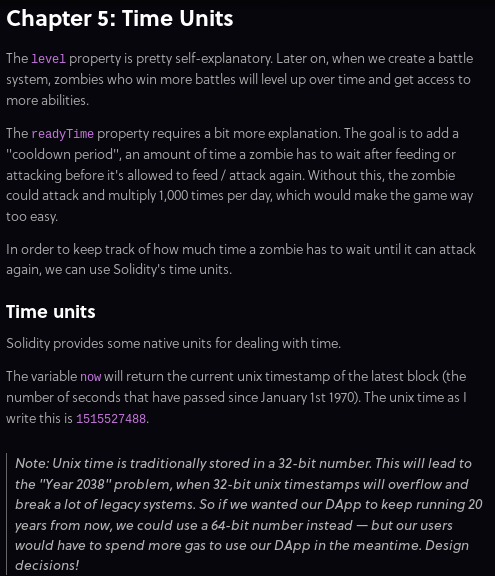 Chapter 5: Time Units
The level property is pretty self-explanatory. Later on, when we create a battle
system, zombies who win more battles will level up over time and get access to
more abilities.
The readyTime property requires a bit more explanation. The goal is to add a
"cooldown period", an amount of time a zombie has to wait after feeding or
attacking before it's allowed to feed / attack again. Without this, the zombie
could attack and multiply 1,000 times per day, which would make the game way
too easy.
In order to keep track of how much time a zombie has to wait until it can attack
again, we can use Solidity's time units.
Time units
Solidity provides some native units for dealing with time.
The variable now will return the current unix timestamp of the latest block (the
number of seconds that have passed since January 1st 1970). The unix time as I
write this is 1515527488.
Note: Unix time is traditionally stored in a 32-bit number. This will lead to
the "Year 2038" problem, when 32-bit unix timestamps will overflow and
break a lot of legacy systems. So if we wanted our DApp to keep running 20
years from now, we could use a 64-bit number instead — but our users
would have to spend more gas to use our DApp in the meantime. Design
decisions!